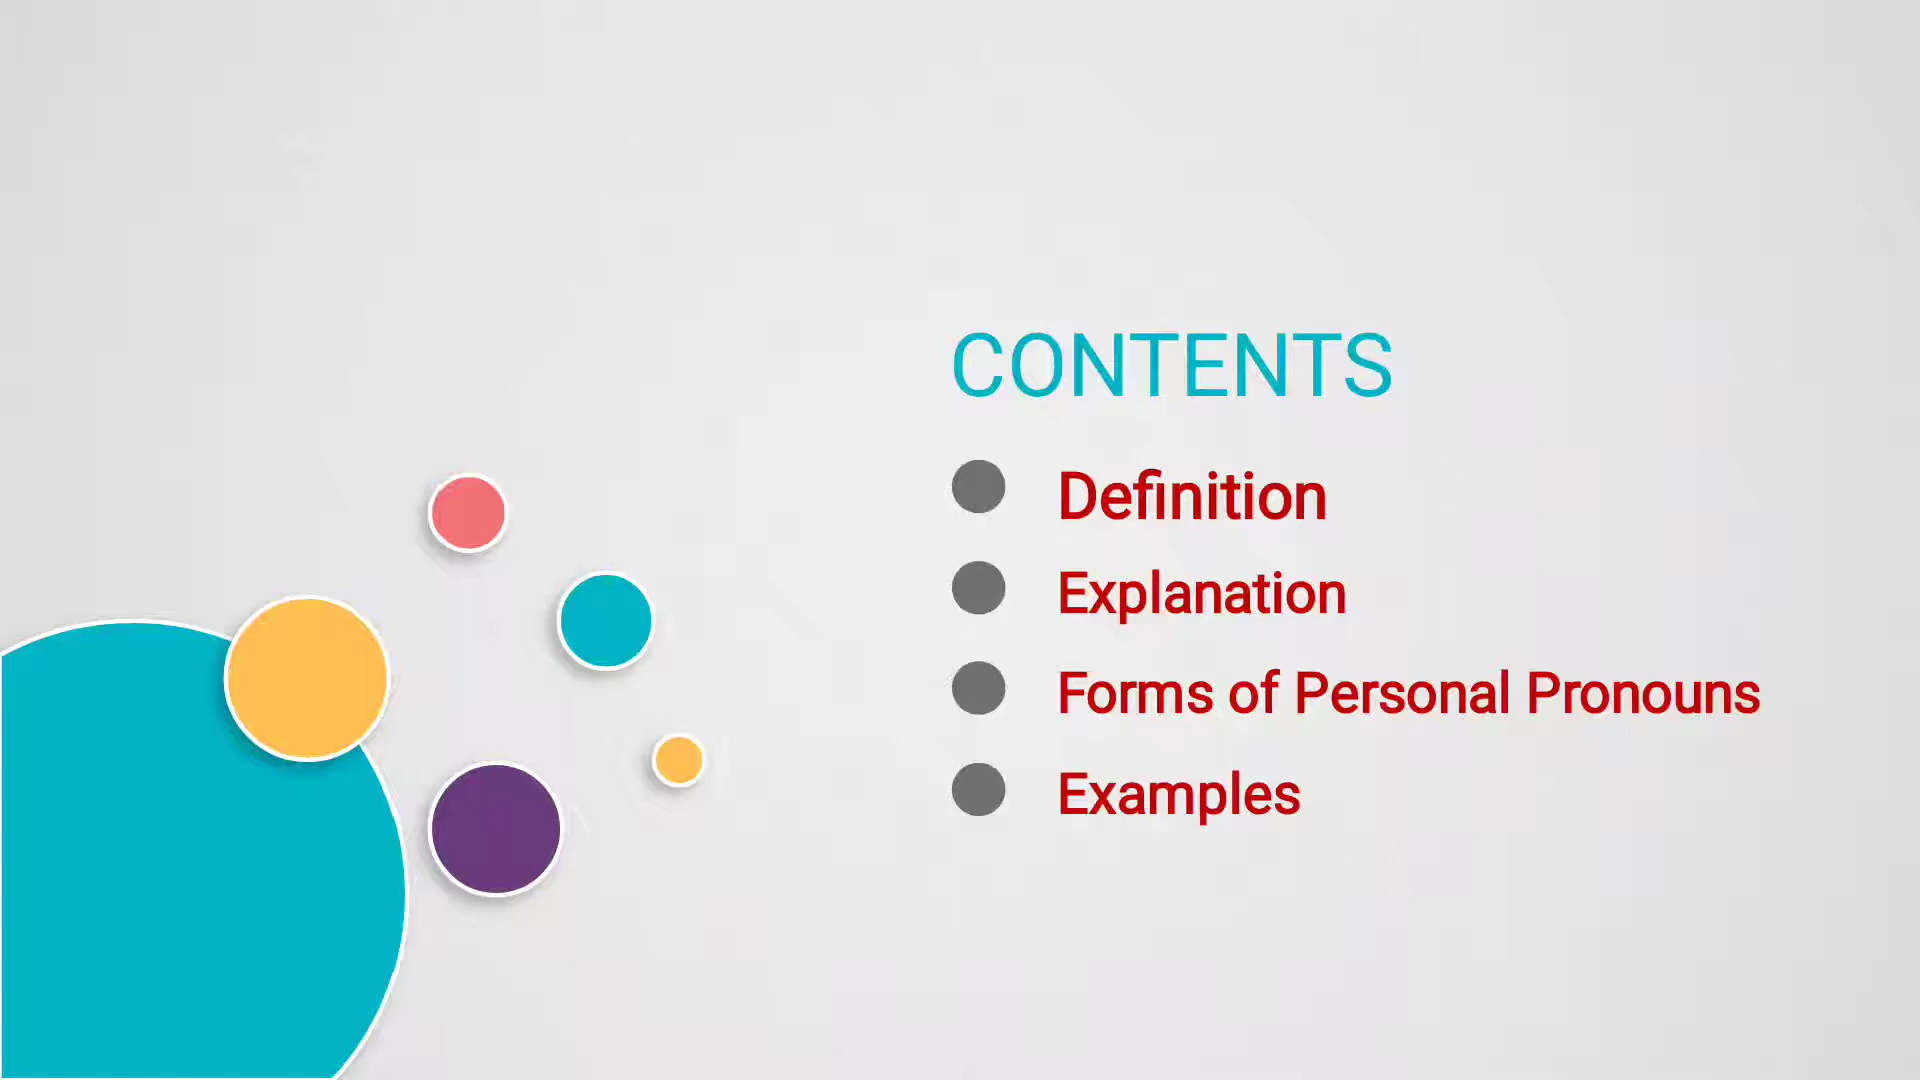 CONTENTS
Definition
Explanation
Forms of Personal Pronouns
Examples